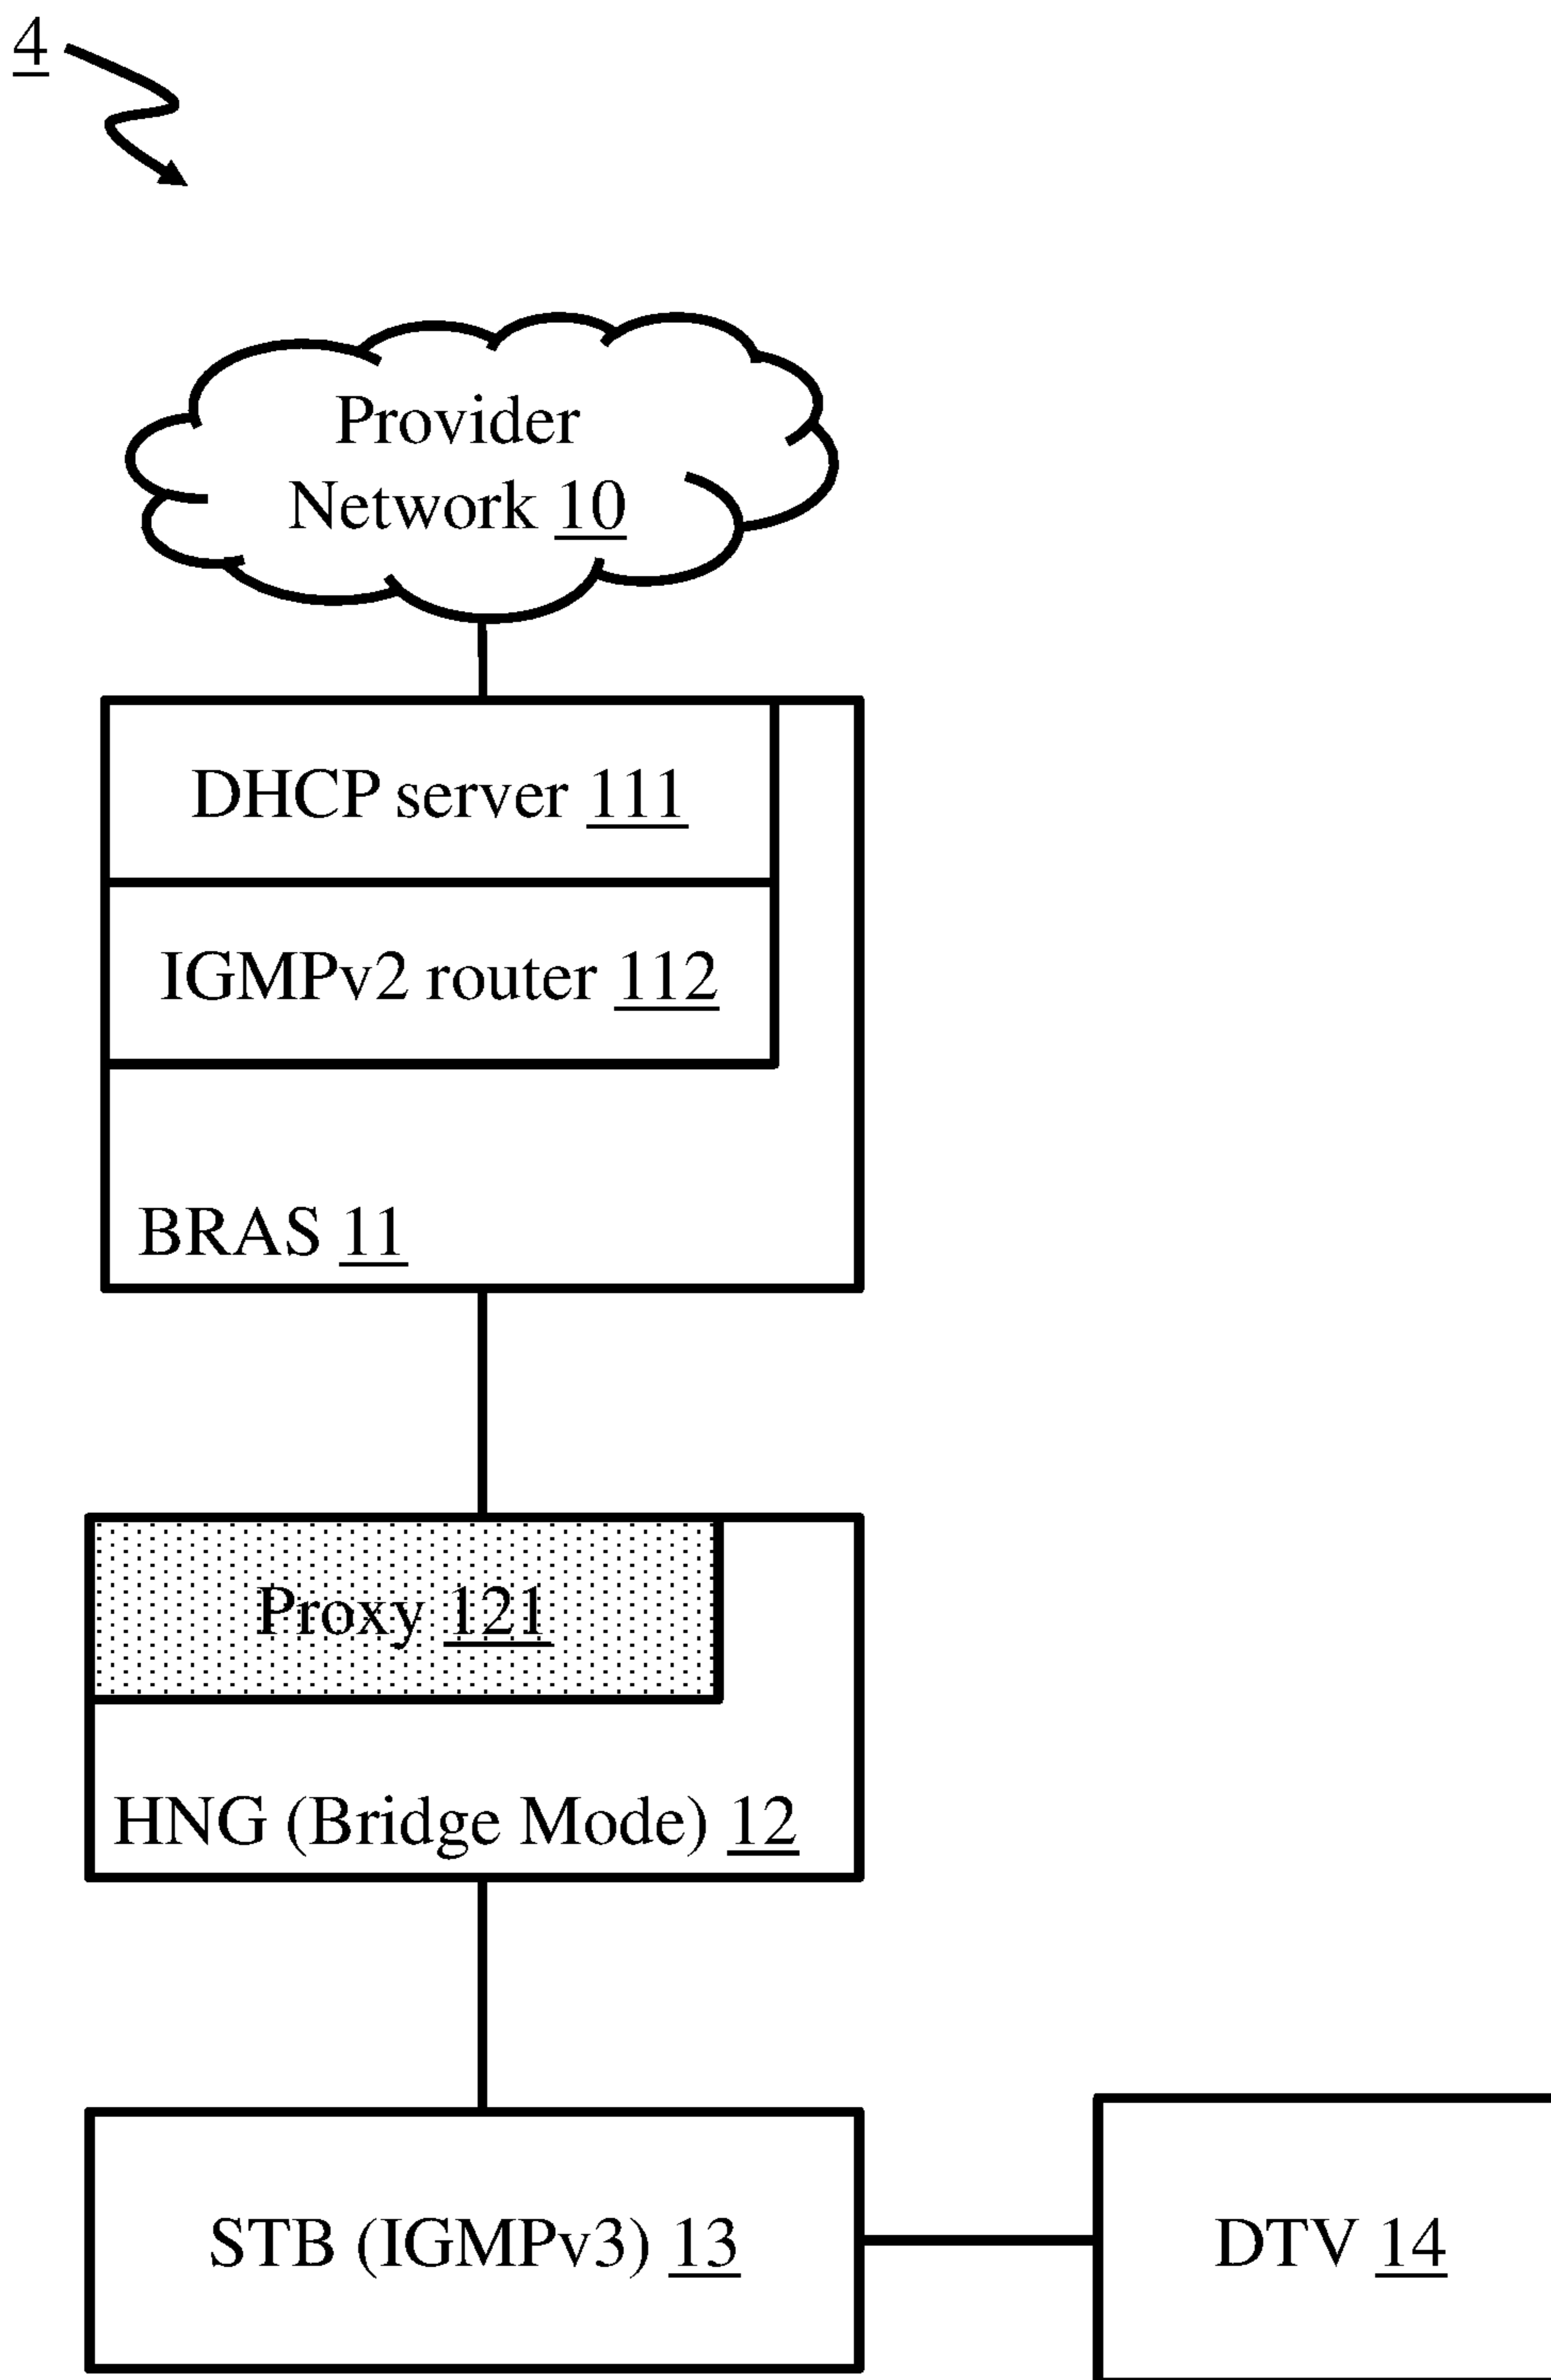 4
Provider
Network 10
DHCP server 111
IGMPv2 router 112
BRAS 11
Proxy 121
HNG (Bridge Mode) 12
STB (IGMPv3) 13
DTV 14